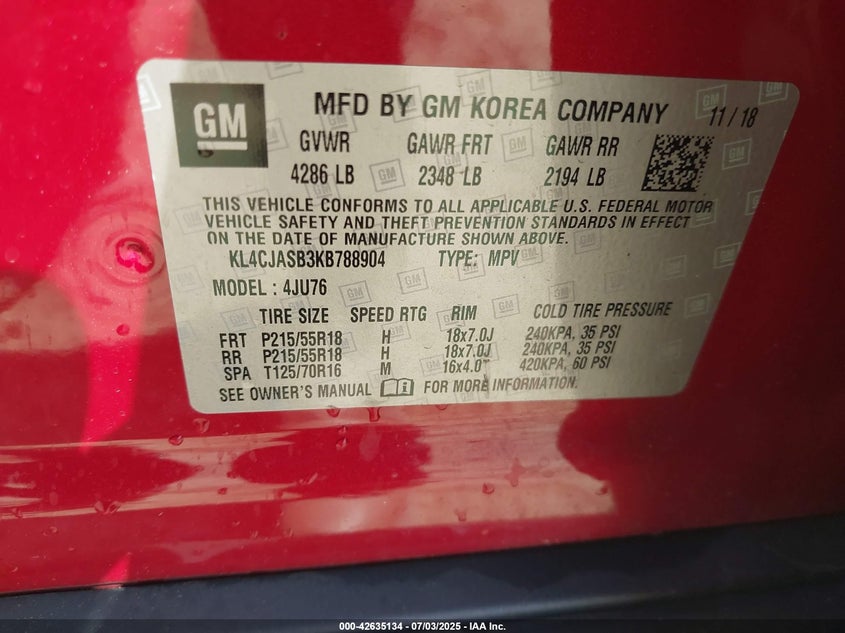 GM
MFD BY GM KOREA COMPANY 11/18
GVWR GAWR FRT GAWR RR
4286 LB 2348 LB 2194 LB
THIS VEHICLE CONFORMS TO ALL APPLICABLE U.S. FEDERAL MOTOR
VEHICLE SAFETY AND THEFT PREVENTION STANDARDS IN EFFECT
ON THE DATE OF MANUFACTURE SHOWN ABOVE.
KL4CJASB3KB788904 TYPE: MPV
MODEL : 4JU76
TIRE SIZE SPEED RTG RIM COLD TIRE PRESSURE
FRT P215/55R18 H 18x7.0J 240KPA, 35 PSI
RR P215/55R18 H 18x7.0J 240KPA, 35 PSI
SPA T125/70R16 M 16x4.0" 420KPA, 60 PSI
SEE OWNER'S MANUAL FOR MORE INFORMATION.
000-42635134 - 07/03/2025 - IAA Inc.